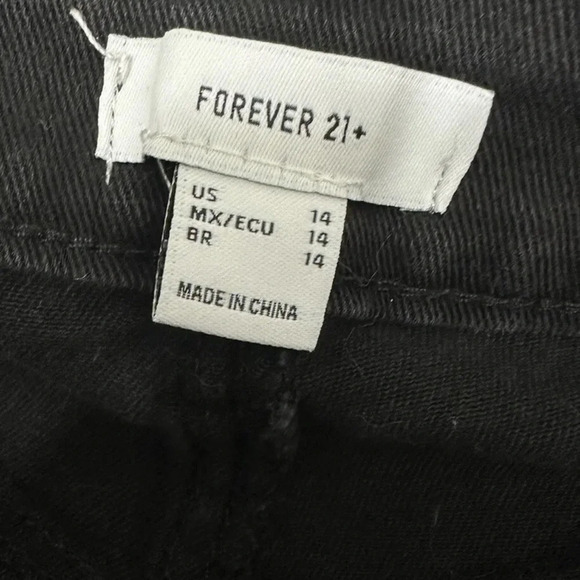 FOREVER 21+
US 14
MX/ECU 14
BR 14
MADE IN CHINA